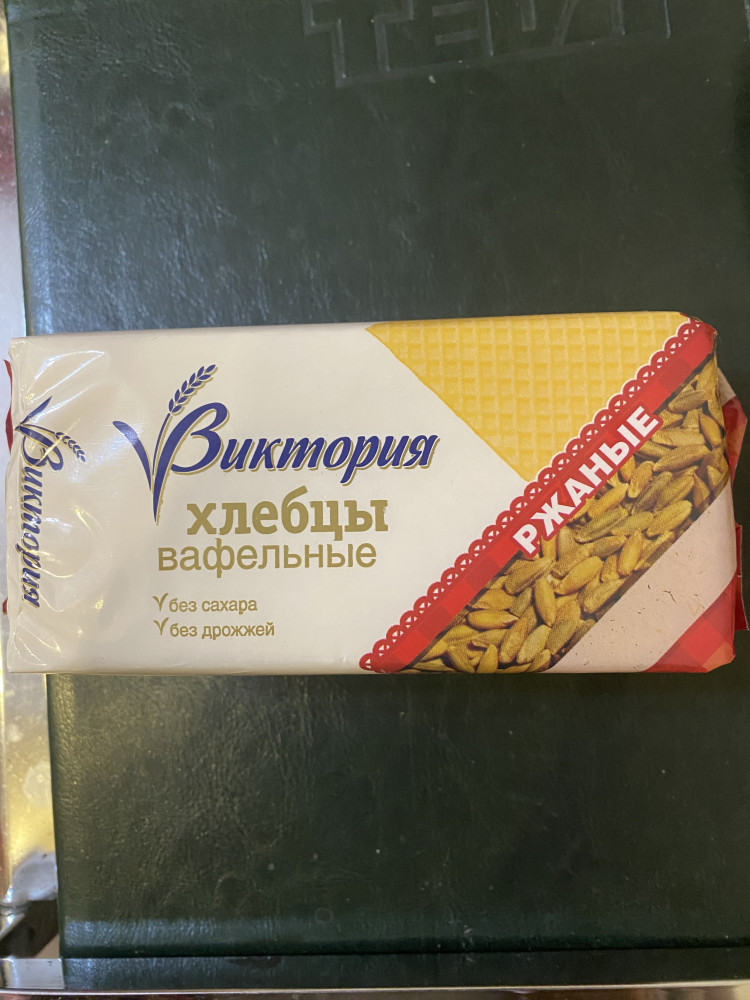 Виктория
Виктория
хлебцы
вафельные
без сахара
без дрожжей
РЖАНЫЕ